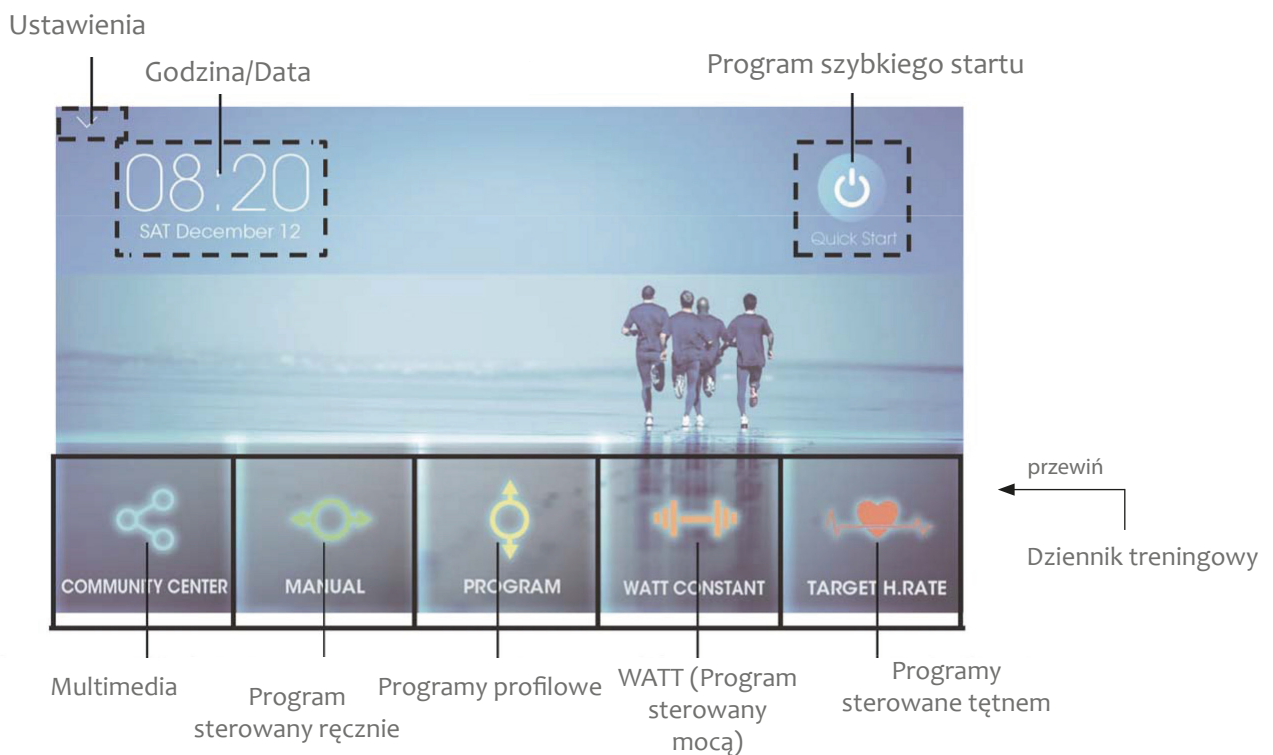 Ustawienia
Godzina/Data
Program szybkiego startu
08:20
SAT December 12
Quick Start
przewiń
Dziennik treningowy
COMMUNITY CENTER
MANUAL
PROGRAM
WATT CONSTANT
TARGET H.RATE
Multimedia
Program
sterowany ręcznie
Programy profilowe
WATT (Program
sterowany
mocą)
Programy
sterowane tętnem